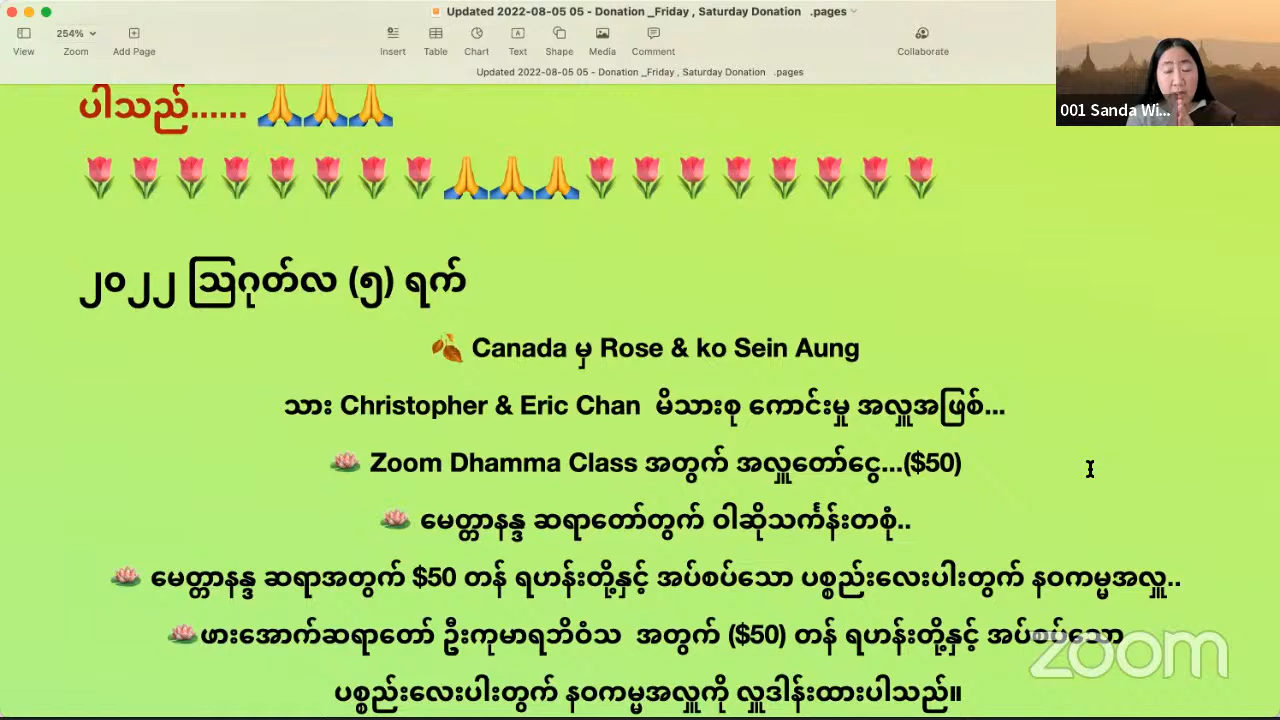 Updated 2022-08-05 05 - Donation _Friday , Saturday Donation .pages
254%
View Zoom Add Page Insert Table Chart Text Shape Media Comment Collaborate
Updated 2022-08-05 05 - Donation _Friday , Saturday Donation .pages
001 Sanda Wi...
ပါသည်...... 🙏🙏🙏
🌷🌷🌷🌷🌷🌷🌷🌷🙏🙏🙏🌷🌷🌷🌷🌷🌷🌷🌷
၂၀၂၂ ဩဂုတ်လ (၅) ရက်
🍂 Canada မှ Rose & ko Sein Aung
သား Christopher & Eric Chan မိသားစု ကောင်းမှု အလှူအဖြစ်...
🪷 Zoom Dhamma Class အတွက် အလှူတော်ငွေ...($50)
🪷 မေတ္တာနန္ဒ ဆရာတော်တွက် ဝါဆိုသင်္ကန်းတစုံ..
🪷 မေတ္တာနန္ဒ ဆရာအတွက် $50 တန် ရဟန်းတို့နှင့် အပ်စပ်သော ပစ္စည်းလေးပါးတွက် နဝကမ္မအလှူ..
🪷ဖားအောက်ဆရာတော် ဦးကုမာရဘိဝံသ အတွက် ($50) တန် ရဟန်းတို့နှင့် အပ်စပ်သော
ပစ္စည်းလေးပါးတွက် နဝကမ္မအလှူကို လှူဒါန်းထားပါသည်။
zoom